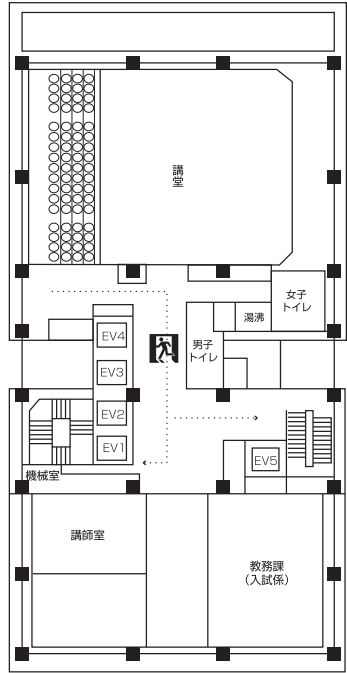 講堂
女子
トイレ
湯沸
男子
トイレ
EV4
EV3
EV2
EV1
EV5
機械室
講師室
教務課
（入試係）